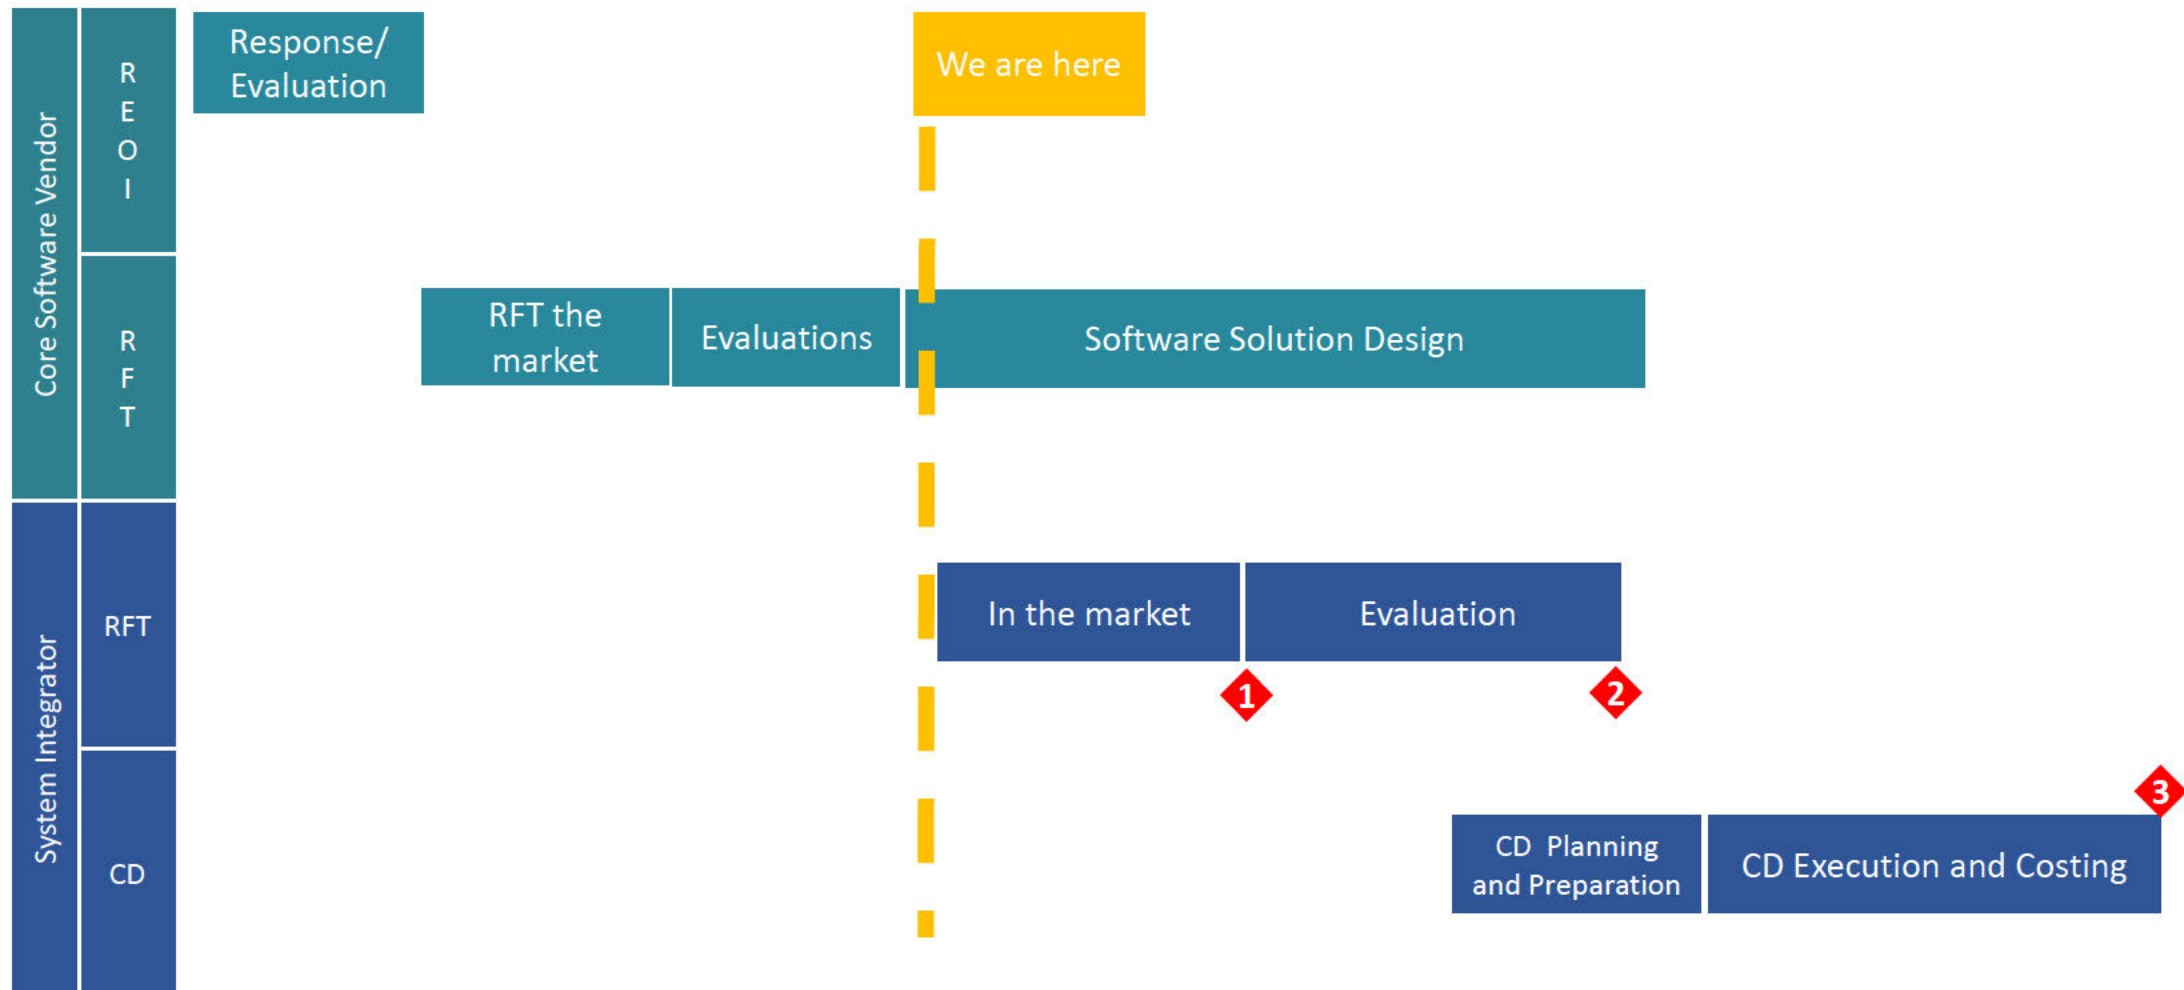 Core Software Vendor
R
E
O
I
Response/
Evaluation
We are here
R
F
T
RFT the
market
Evaluations
Software Solution Design
System Integrator
RFT
In the market
Evaluation
1
2
3
CD
CD Planning
and Preparation
CD Execution and Costing